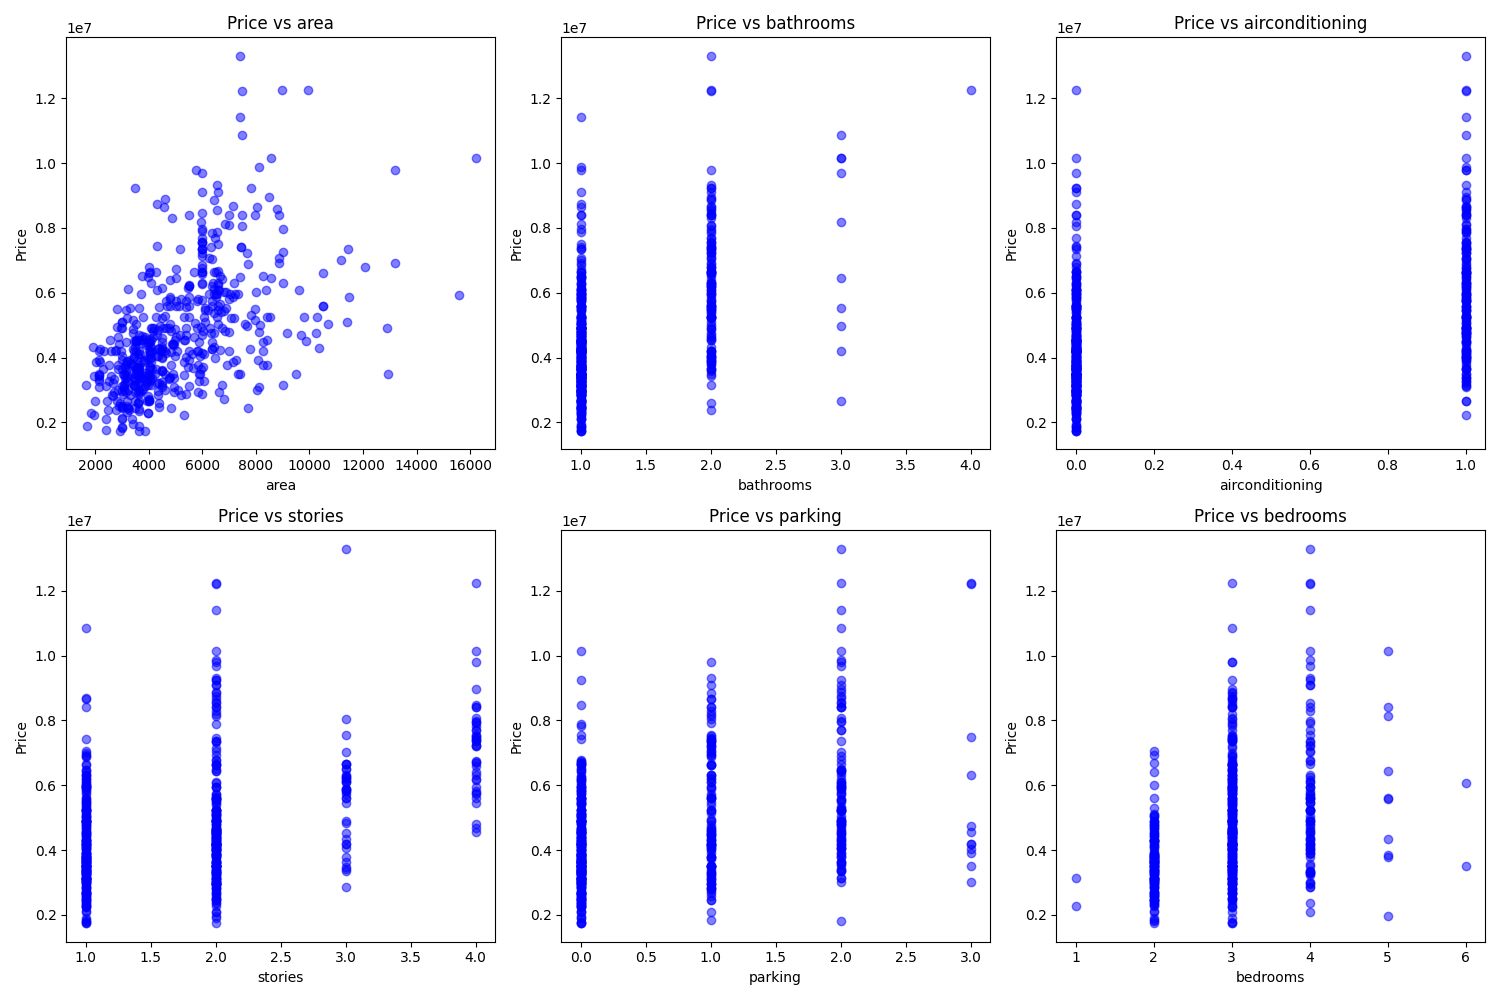 Price vs area
1e7
Price
1.2
1.0
0.8
0.6
0.4
0.2
2000 4000 6000 8000 10000 12000 14000 16000
area
Price vs bathrooms
1e7
Price
1.2
1.0
0.8
0.6
0.4
0.2
1.0 1.5 2.0 2.5 3.0 3.5 4.0
bathrooms
Price vs airconditioning
1e7
Price
1.2
1.0
0.8
0.6
0.4
0.2
0.0 0.2 0.4 0.6 0.8 1.0
airconditioning
Price vs stories
1e7
Price
1.2
1.0
0.8
0.6
0.4
0.2
1.0 1.5 2.0 2.5 3.0 3.5 4.0
stories
Price vs parking
1e7
Price
1.2
1.0
0.8
0.6
0.4
0.2
0.0 0.5 1.0 1.5 2.0 2.5 3.0
parking
Price vs bedrooms
1e7
Price
1.2
1.0
0.8
0.6
0.4
0.2
1 2 3 4 5 6
bedrooms